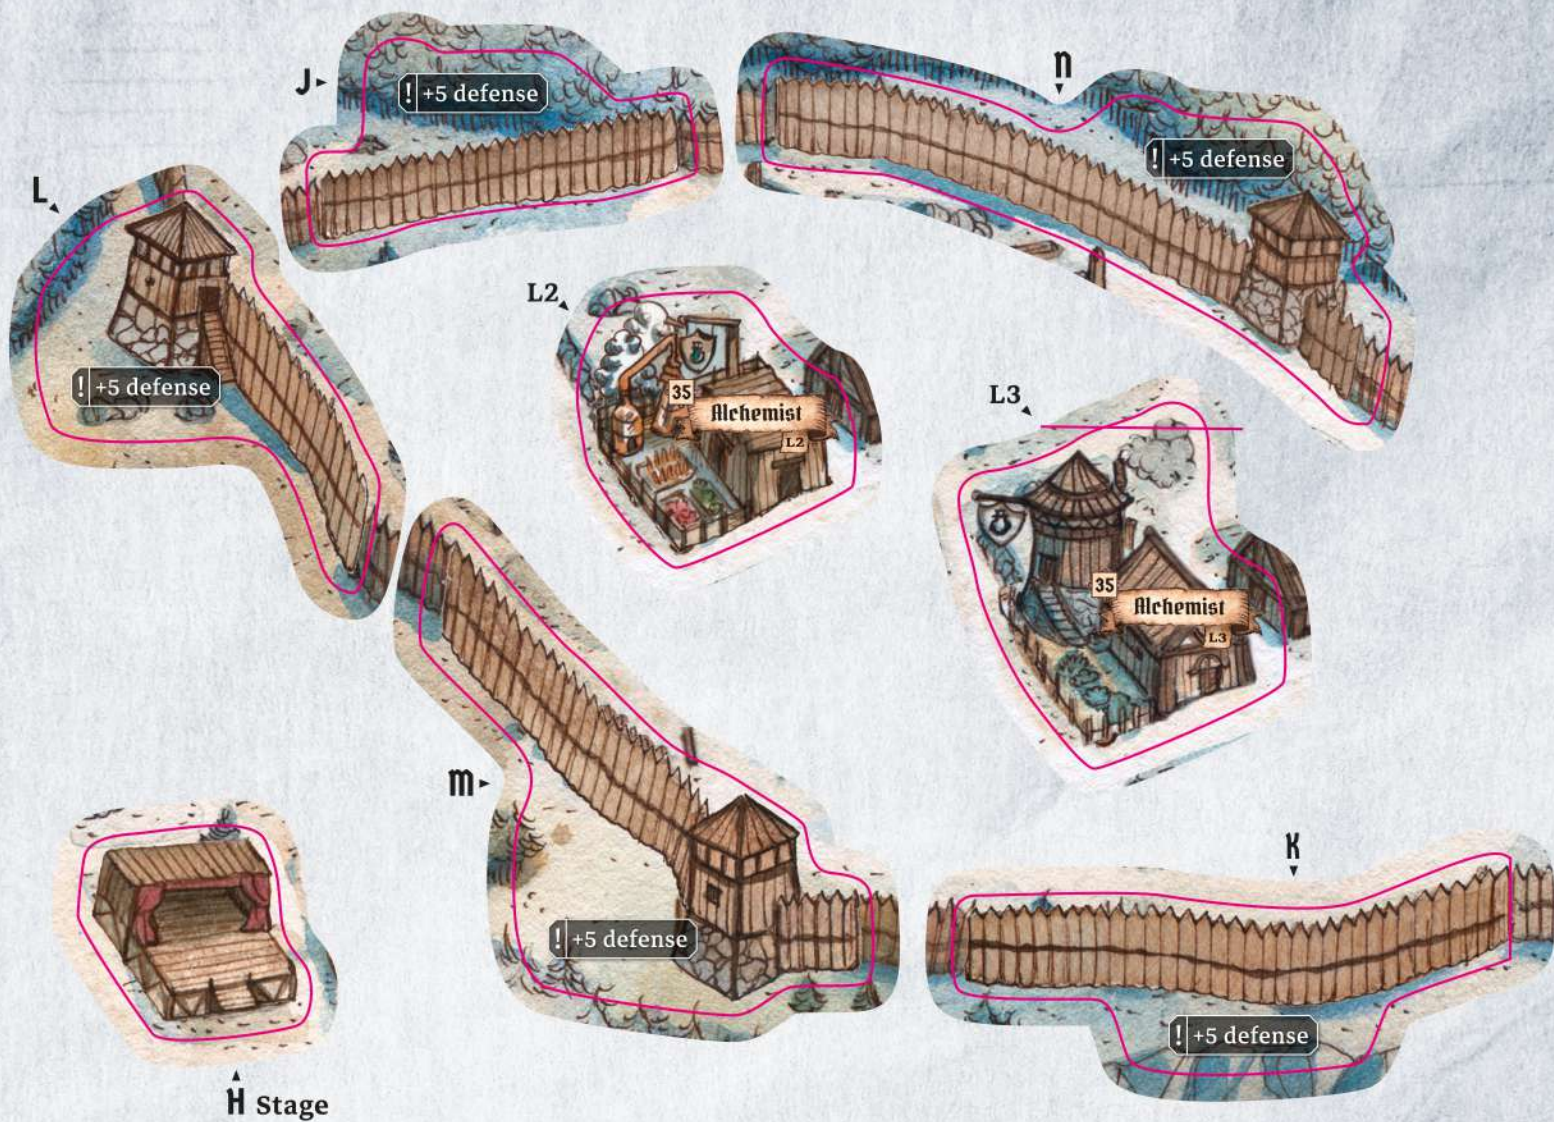 J
! +5 defense
N
! +5 defense
L
! +5 defense
L2
35
Alchemist
L2
L3
35
Alchemist
L3
M
! +5 defense
K
! +5 defense
H Stage